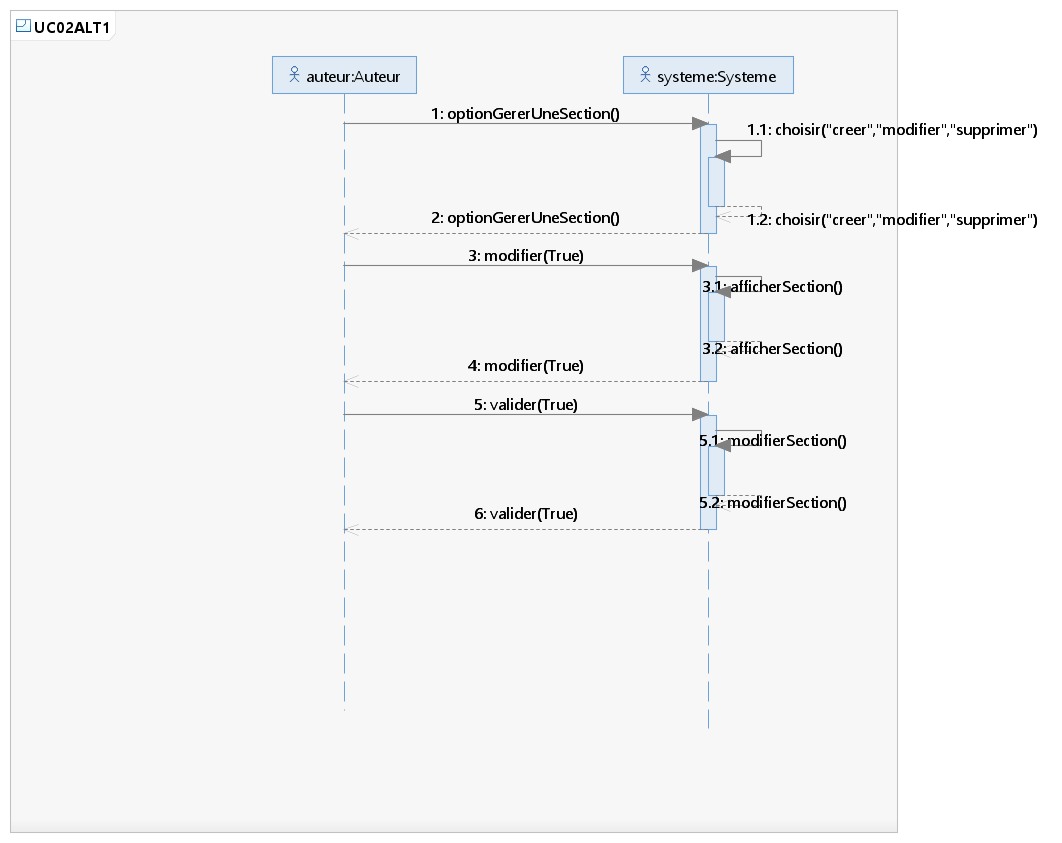 UC02ALT1
auteur:Auteur
systeme:Systeme
1: optionGererUneSection()
1.1: choisir("creer","modifier","supprimer")
1.2: choisir("creer","modifier","supprimer")
2: optionGererUneSection()
3: modifier(True)
3.1: afficherSection()
3.2: afficherSection()
4: modifier(True)
5: valider(True)
5.1: modifierSection()
5.2: modifierSection()
6: valider(True)